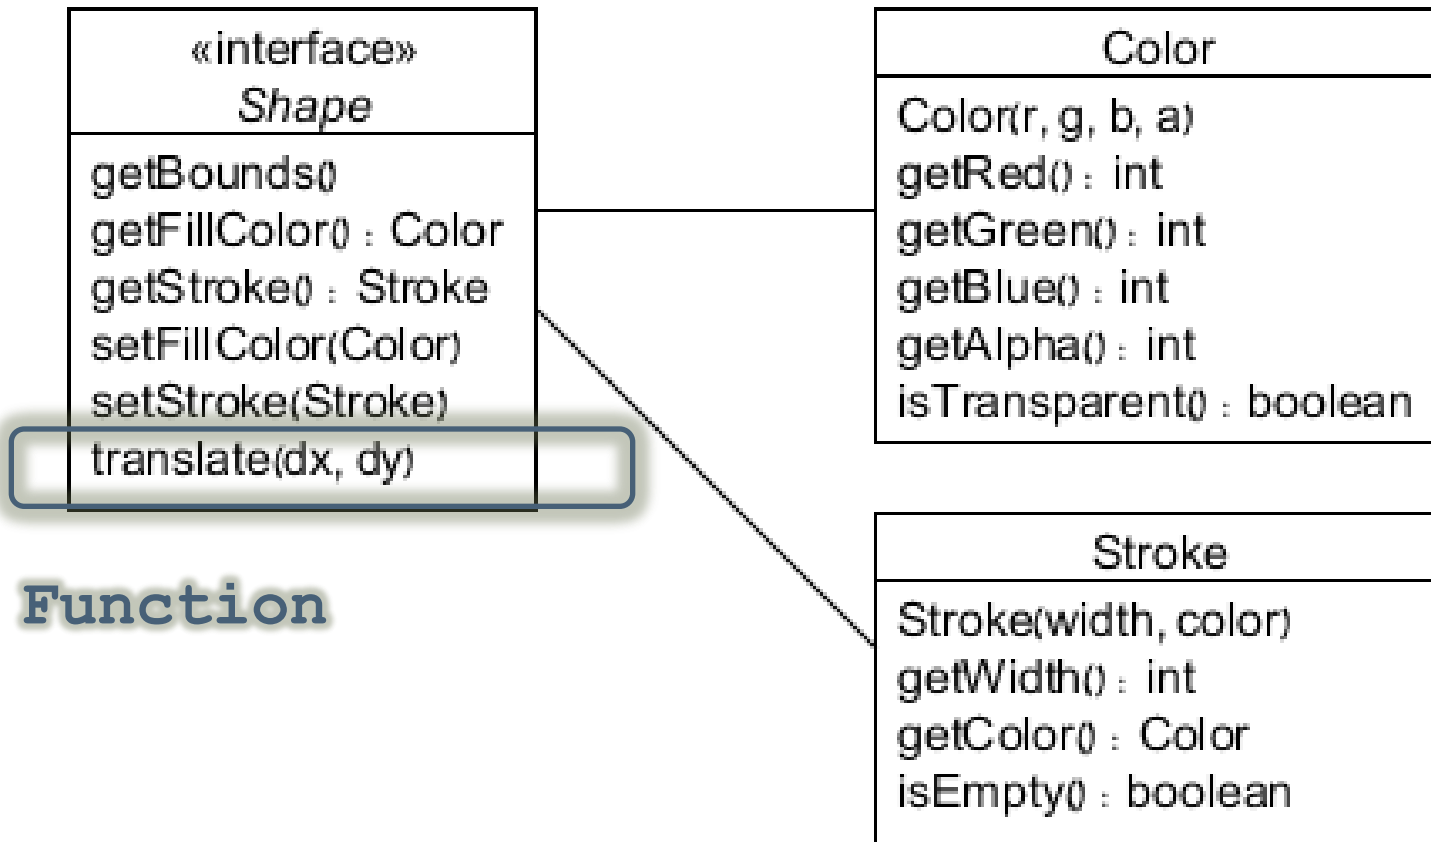 «interface»
Shape
getBounds()
getFillColor() : Color
getStroke() : Stroke
setFillColor(Color)
setStroke(Stroke)
translate(dx, dy)
Function
Color
Color(r, g, b, a)
getRed() : int
getGreen() : int
getBlue() : int
getAlpha() : int
isTransparent() : boolean
Stroke
Stroke(width, color)
getWidth() : int
getColor() : Color
isEmpty() : boolean